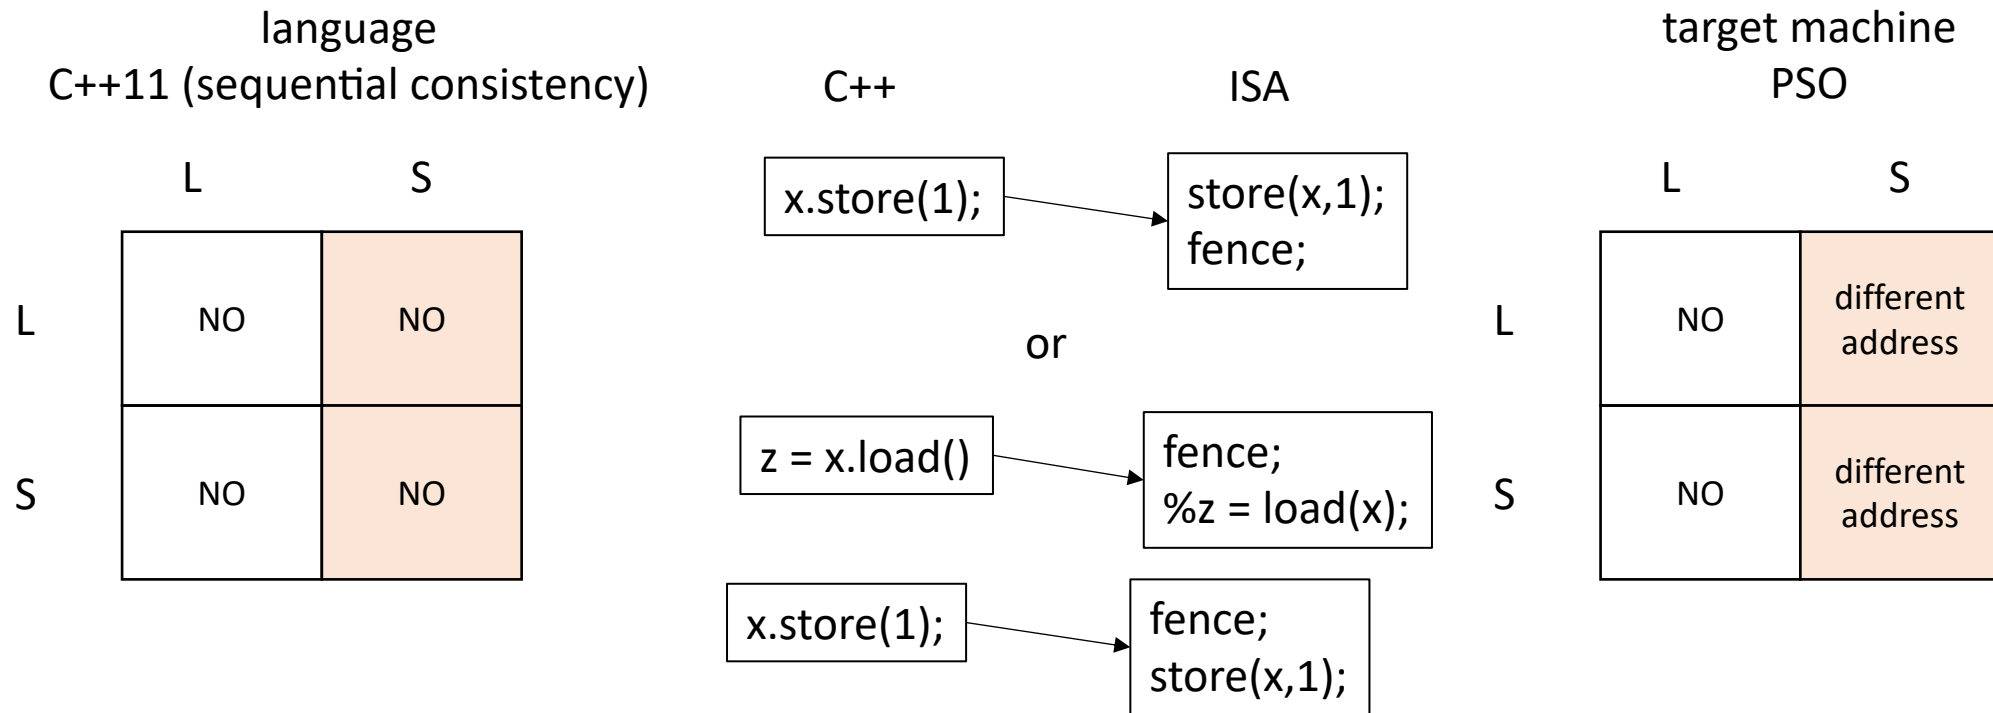 language
C++11 (sequential consistency)
L
S
L
NO
NO
S
NO
NO
C++
ISA
x.store(1);
store(x,1);
fence;
or
z = x.load()
fence;
%z = load(x);
x.store(1);
fence;
store(x,1);
target machine
PSO
L
S
L
NO
different
address
S
NO
different
address